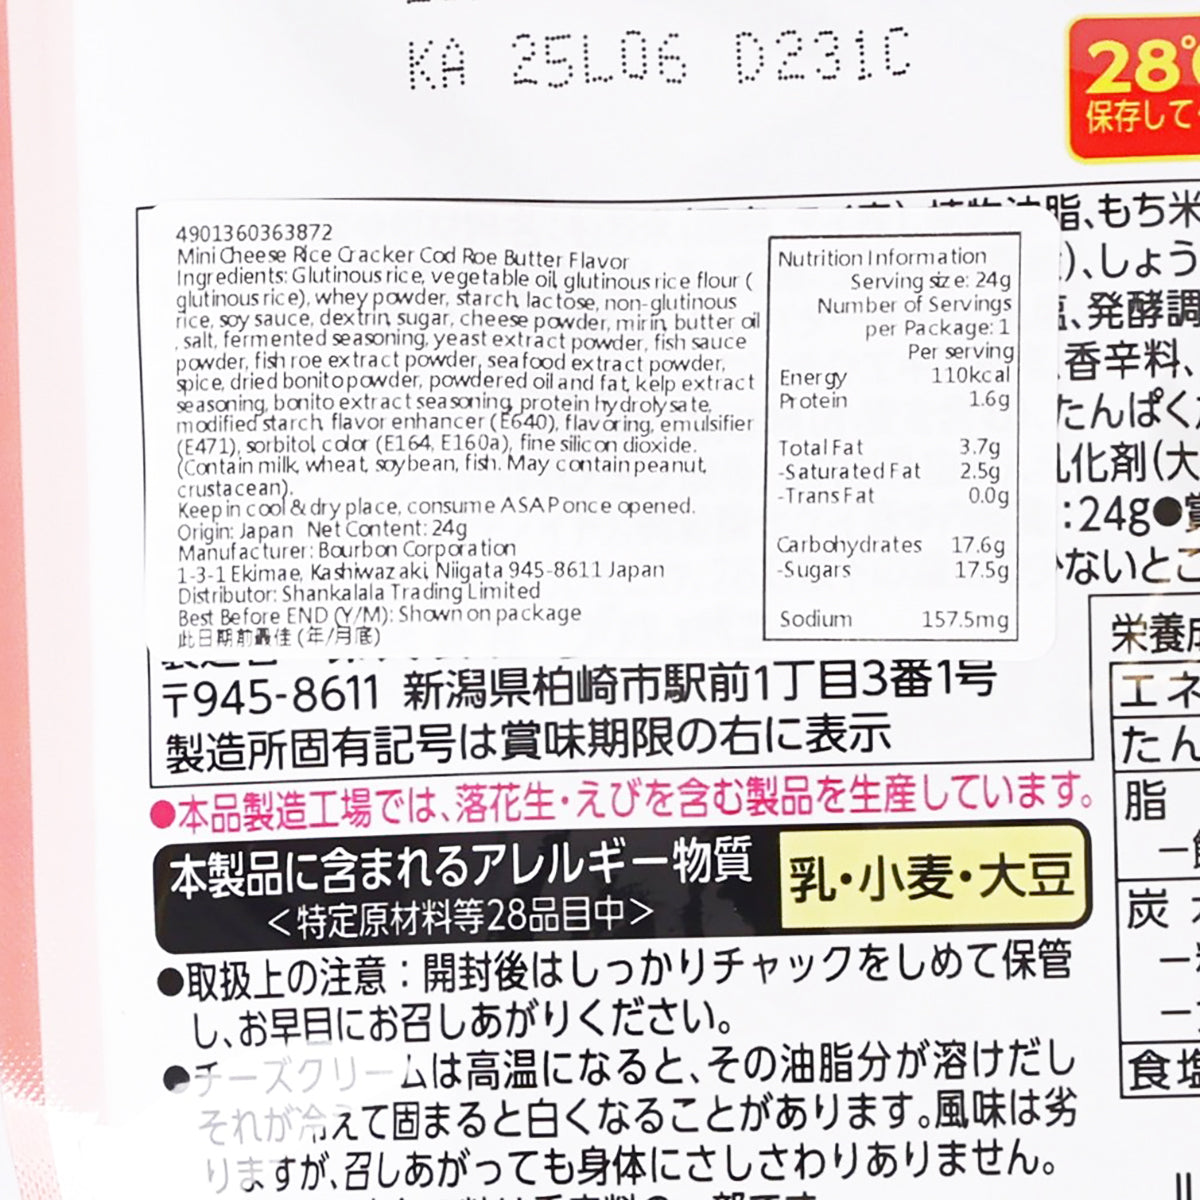 KA 25L06 D231C
28℃
保存して
脂、もち米
)、しょう
、発酵調
香辛料、
たんぱく
化剤(大
:24g●賞
ないとこ
4901360363872
Mini Cheese Rice Cracker Cod Roe Butter Flavor
Ingredients: Glutinous rice, vegetable oil, glutinous rice flour (
glutinous rice), whey powder, starch, lactose, non-glutinous
rice, soy sauce, dextrin, sugar, cheese powder, mirin, butter oil
, salt, fermented seasoning, yeast extract powder, fish sauce
powder, fish roe extract powder, seafood extract powder,
spice, dried bonito powder, powdered oil and fat, kelp extract
seasoning, bonito extract seasoning, protein hydrolysate,
modified starch, flavor enhancer (E640), flavoring, emulsifier
(E471), sorbitol, color (E164, E160a), fine silicon dioxide.
(Contain milk, wheat, soybean, fish. May contain peanut,
crustacean).
Keep in cool & dry place, consume ASAP once opened.
Origin: Japan Net Content: 24g
Manufacturer: Bourbon Corporation
1-3-1 Ekimae, Kashiwazaki, Niigata 945-8611 Japan
Distributor: Shankalala Trading Limited
Best Before END (Y/M): Shown on package
此日期前最佳 (年/月底)
Nutrition Information
Serving size: 24g
Number of Servings
per Package: 1
Per serving
Energy 110kcal
Protein 1.6g
Total Fat 3.7g
-Saturated Fat 2.5g
-Trans Fat 0.0g
Carbohydrates 17.6g
-Sugars 17.5g
Sodium 157.5mg
〒945-8611 新潟県柏崎市駅前1丁目3番1号
製造所固有記号は賞味期限の右に表示
●本品製造工場では、落花生・えびを含む製品を生産しています。
本製品に含まれるアレルギー物質
<特定原材料等28品目中>
乳・小麦・大豆
●取扱上の注意：開封後はしっかりチャックをしめて保管
し、お早目にお召しあがりください。
●チーズクリームは高温になると、その油脂分が溶けだし
それが冷えて固まると白くなることがあります。風味は劣
りますが、召しあがっても身体にさしさわりありません。
栄養成
エネ
たん
脂
炭
食塩